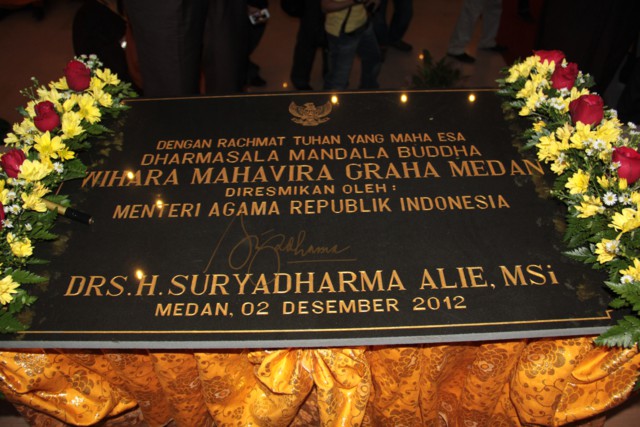 DENGAN RACHMAT TUHAN YANG MAHA ESA
DHARMASALA MANDALA BUDDHA
WIHARA MAHAVIRA GRAHA MEDAN
DIRESMIKAN OLEH :
MENTERI AGAMA REPUBLIK INDONESIA
DRS.H. SURYADHARMA ALIE, MSi
MEDAN, 02 DESEMBER 2012